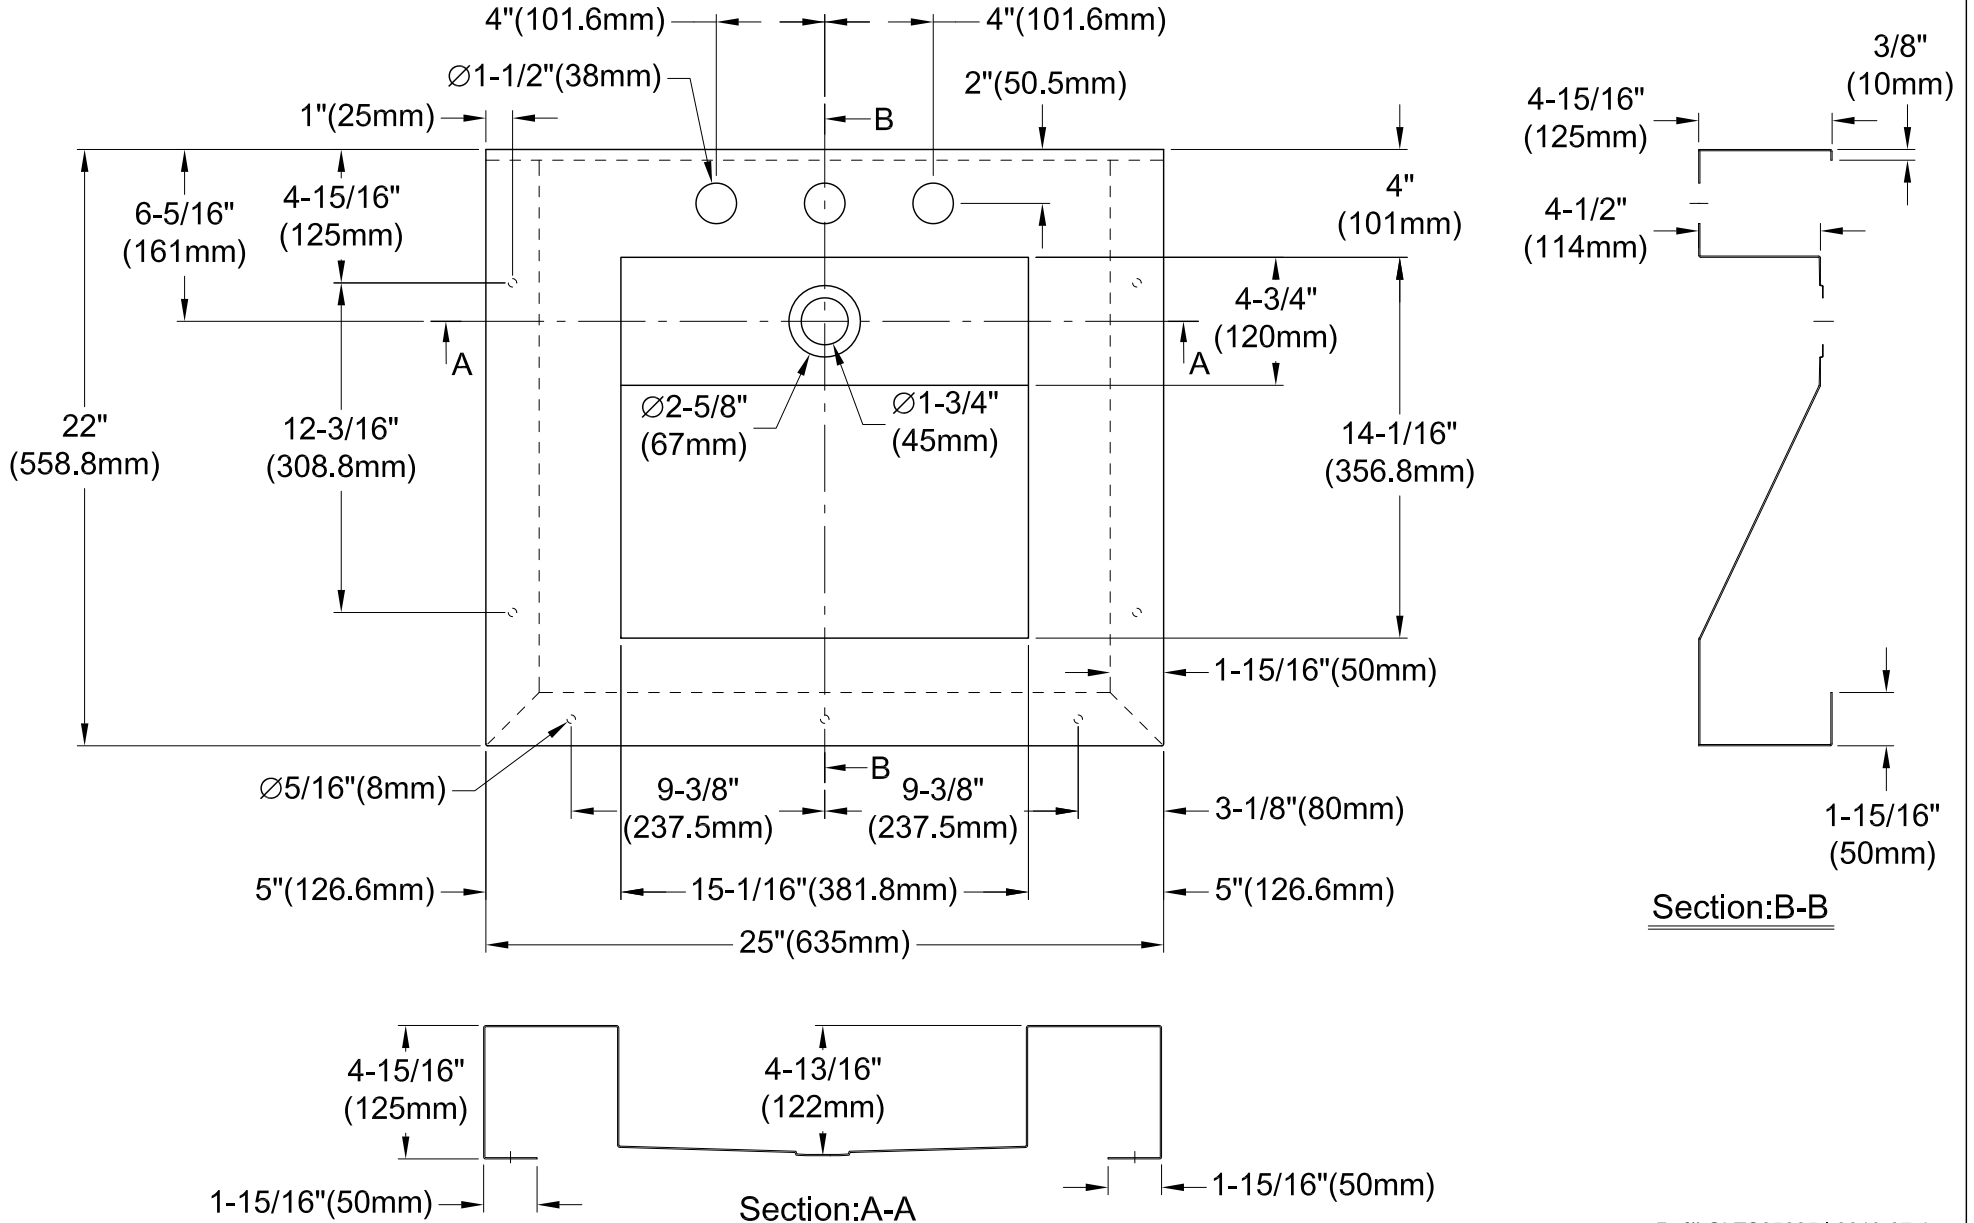 4"(101.6mm)
4"(101.6mm)
∅1-1/2"(38mm)
2"(50.5mm)
3/8"
(10mm)
1"(25mm)
B
4-15/16"
(125mm)
6-5/16"
(161mm)
4-15/16"
(125mm)
4"
(101mm)
4-1/2"
(114mm)
4-3/4"
(120mm)
A
A
∅2-5/8"
(67mm)
∅1-3/4"
(45mm)
22"
(558.8mm)
12-3/16"
(308.8mm)
14-1/16"
(356.8mm)
1-15/16"(50mm)
B
∅5/16"(8mm)
9-3/8"
(237.5mm)
9-3/8"
(237.5mm)
3-1/8"(80mm)
1-15/16"
(50mm)
5"(126.6mm)
15-1/16"(381.8mm)
5"(126.6mm)
Section:B-B
25"(635mm)
4-15/16"
(125mm)
4-13/16"
(122mm)
1-15/16"(50mm)
1-15/16"(50mm)
Section:A-A